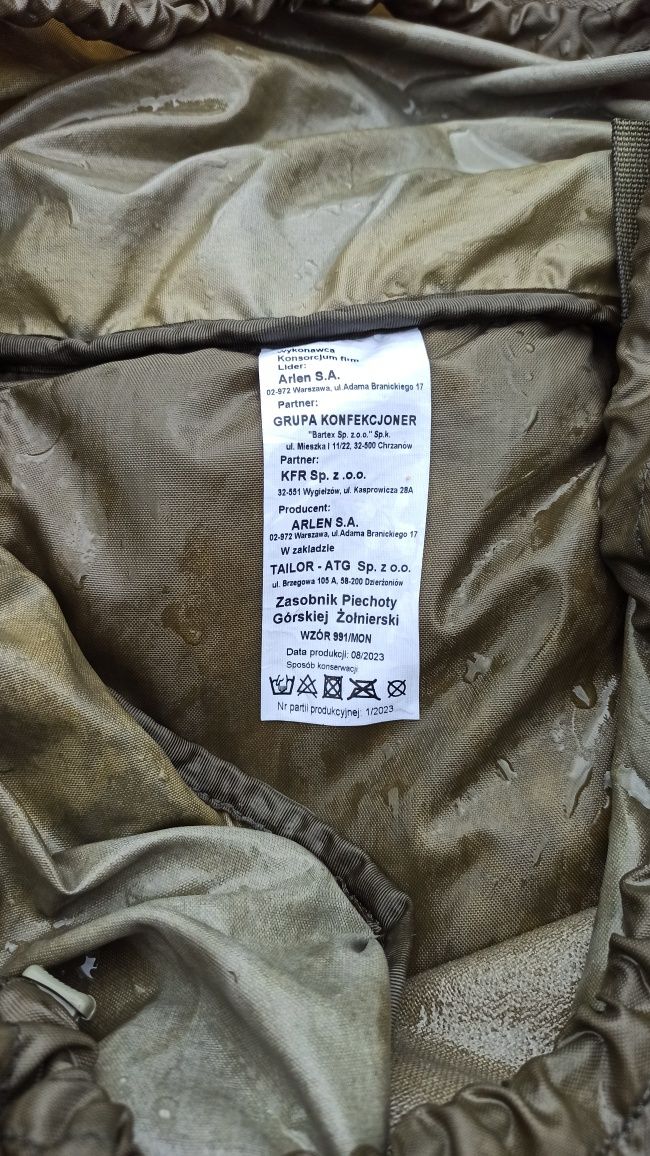 Wykonawca
Konsorcjum firm
Lider:
Arlen S.A.
02-972 Warszawa, ul.Adama Branickiego 17
Partner:
GRUPA KONFEKCJONER
"Bartex Sp. z.o.o." Sp.k.
ul. Mieszka I 11/22, 32-500 Chrzanów
Partner:
KFR Sp. z .o.o.
32-551 Wygiełzów, ul. Kasprowicza 28A
Producent:
ARLEN S.A.
02-972 Warszawa, ul.Adama Branickiego 17
W zakładzie
TAILOR - ATG Sp. z o.o.
ul. Brzegowa 105 A, 58-200 Dzierżoniów
Zasobnik Piechoty
Górskiej Żołnierski
WZÓR 991/MON
Data produkcji: 08/2023
Sposób konserwacji
Nr partii produkcyjnej: 1/2023